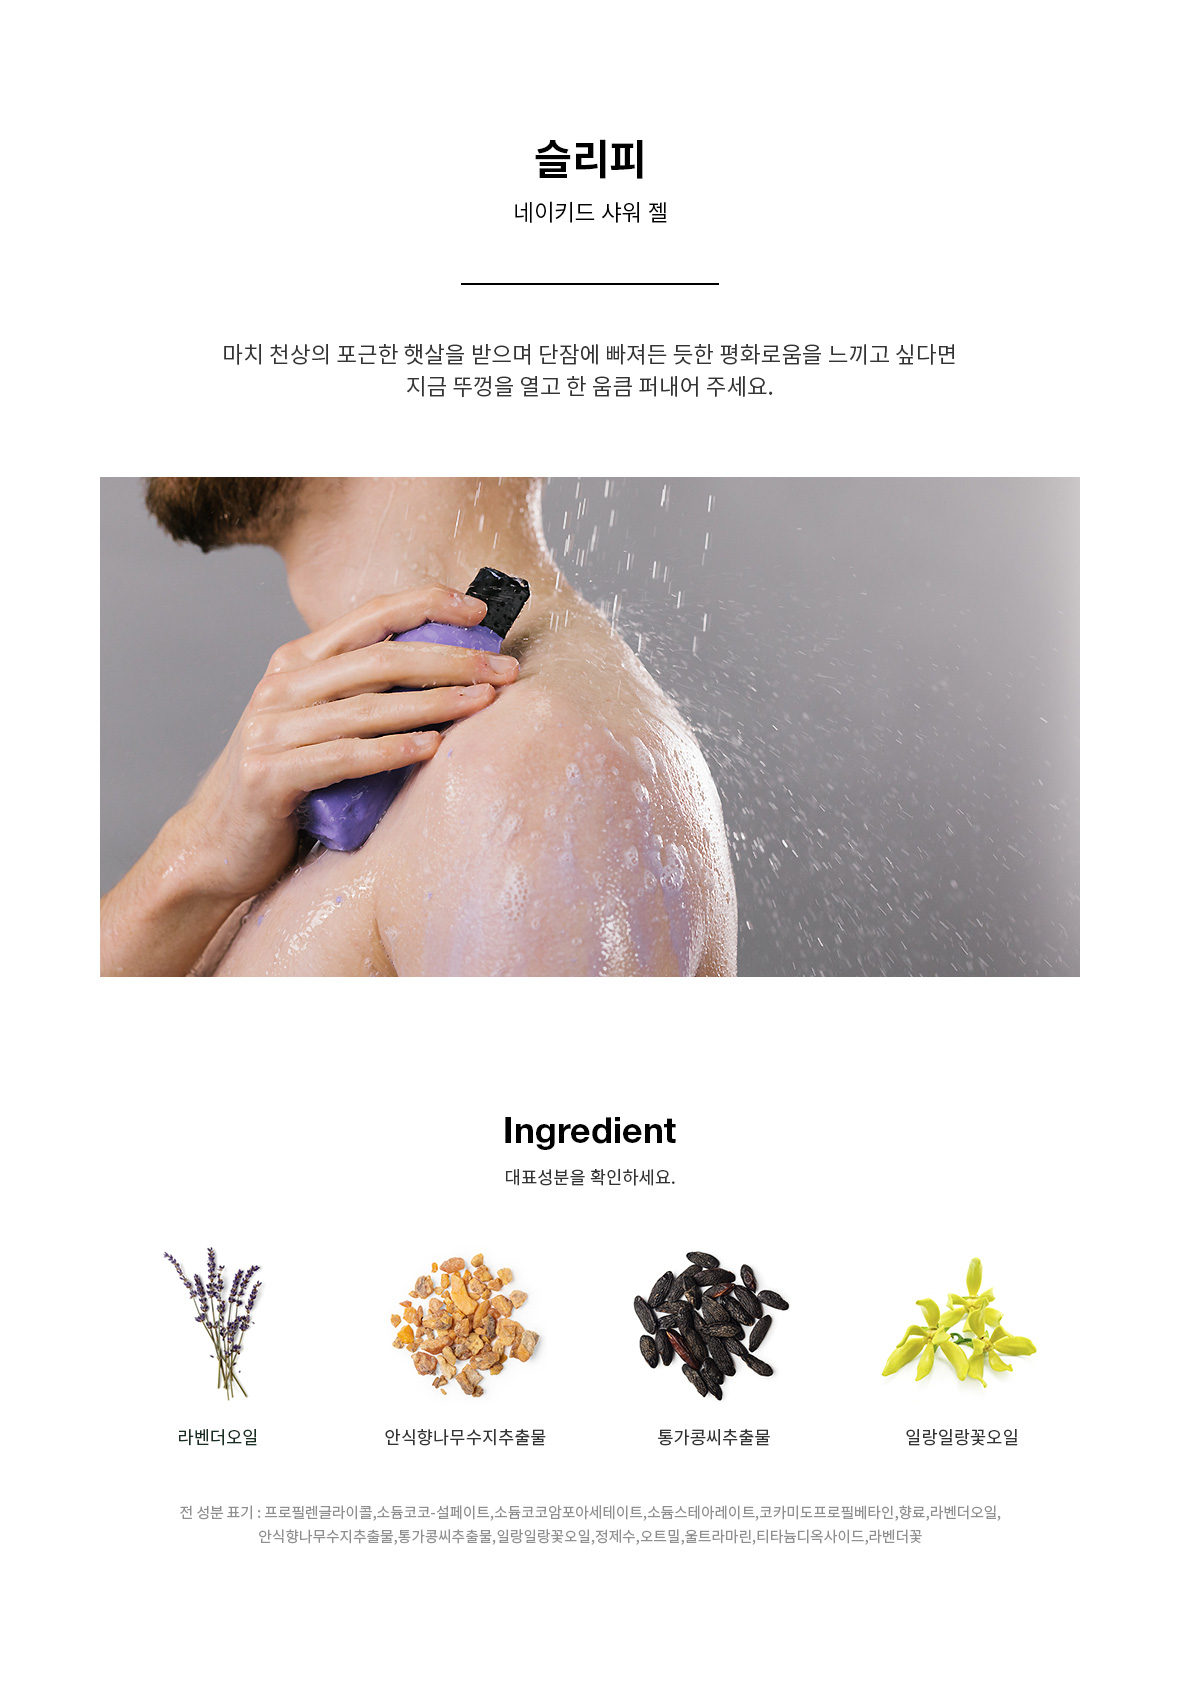 슬리피
네이키드 샤워 젤
마치 천상의 포근한 햇살을 받으며 단잠에 빠져든 듯한 평화로움을 느끼고 싶다면
지금 뚜껑을 열고 한 움큼 퍼내어 주세요.
Ingredient
대표성분을 확인하세요.
라벤더오일 안식향나무수지추출물 통가콩씨추출물 일랑일랑꽃오일
전 성분 표기 : 프로필렌글라이콜,소듐코코-설페이트,소듐코코암포아세테이트,소듐스테아레이트,코카미도프로필베타인,향료,라벤더오일,
안식향나무수지추출물,통가콩씨추출물,일랑일랑꽃오일,정제수,오트밀,울트라마린,티타늄디옥사이드,라벤더꽃